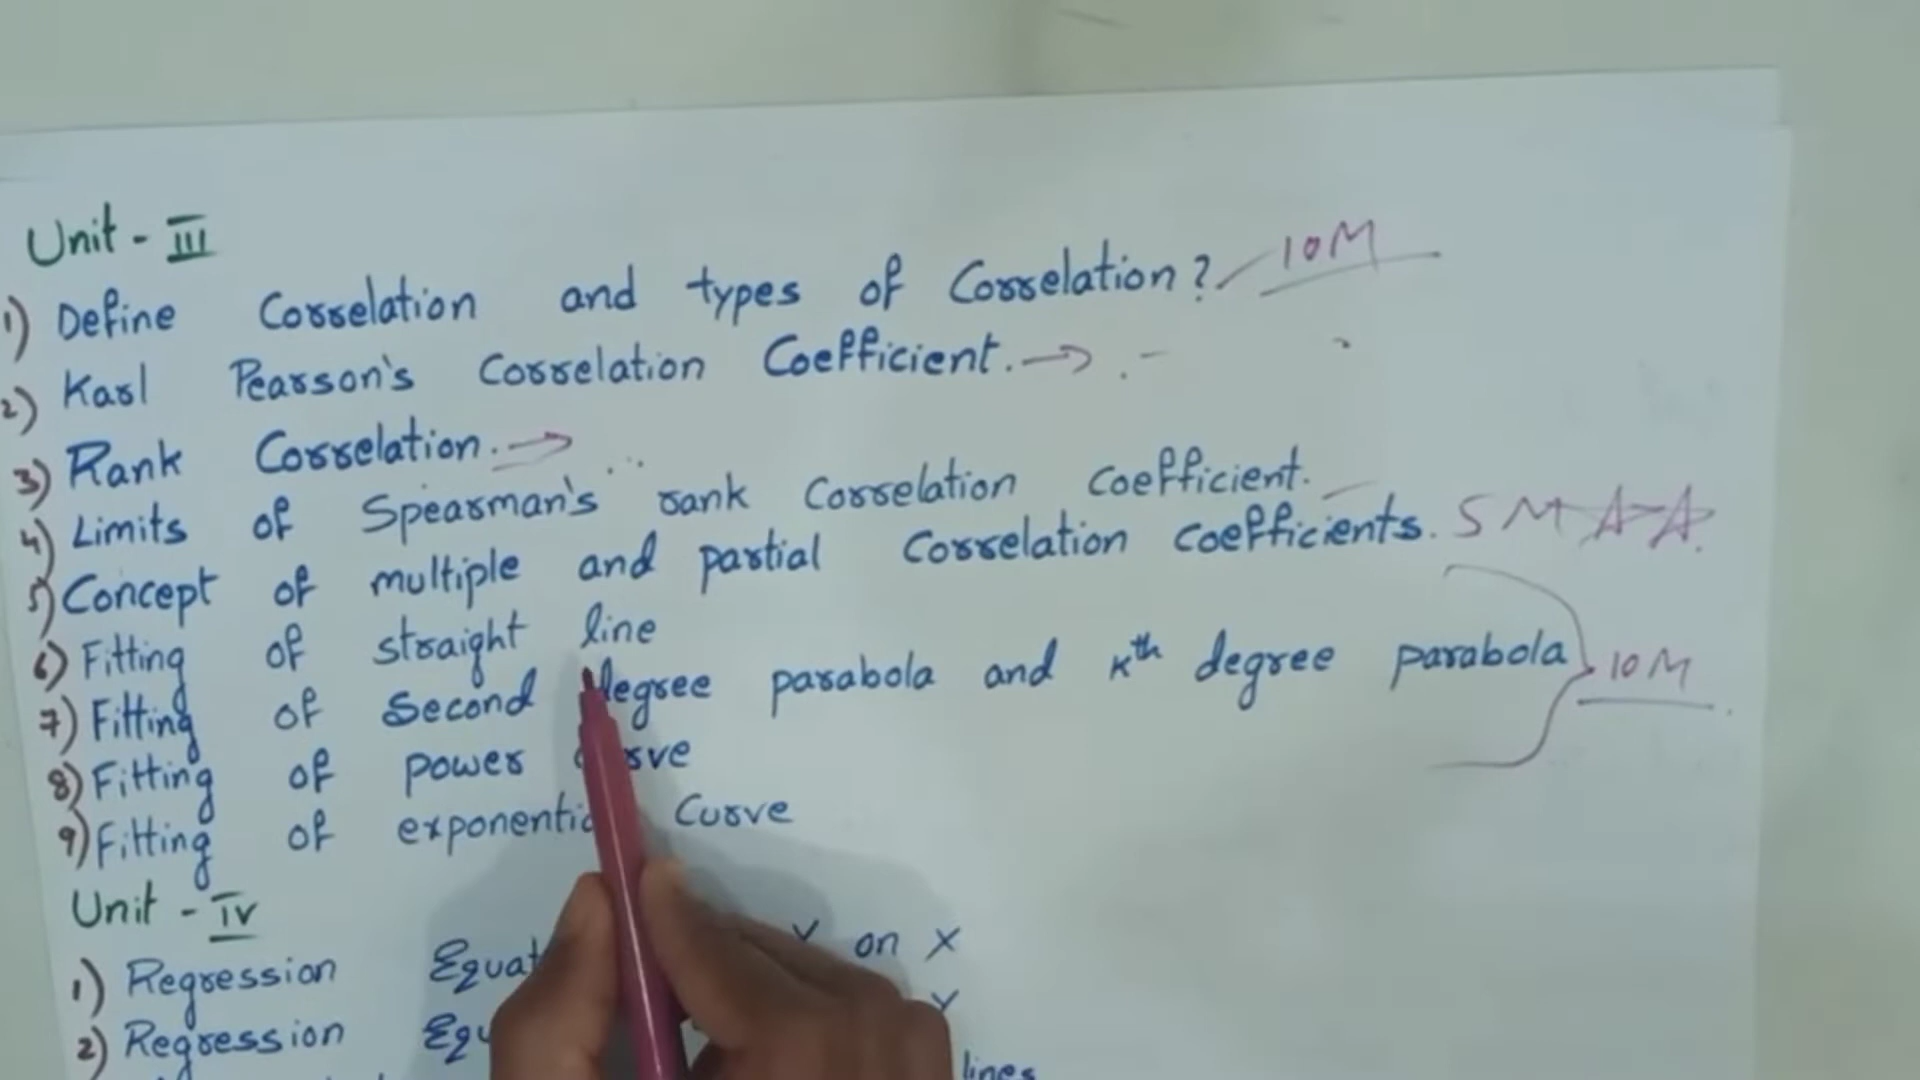 Unit - III
1) Define Correlation and types of Correlation? 10M
2) Karl Pearson's Correlation Coefficient. →
3) Rank Correlation. →
4) Limits of Spearman's rank Correlation Coefficient.
5) Concept of multiple and partial Correlation Coefficients. 5M
6) Fitting of straight line
7) Fitting of Second degree parabola and Kth degree parabola 10M
8) Fitting of power curve
9) Fitting of exponential Curve
Unit - IV
1) Regression Y on X
2) Regression Y
lines